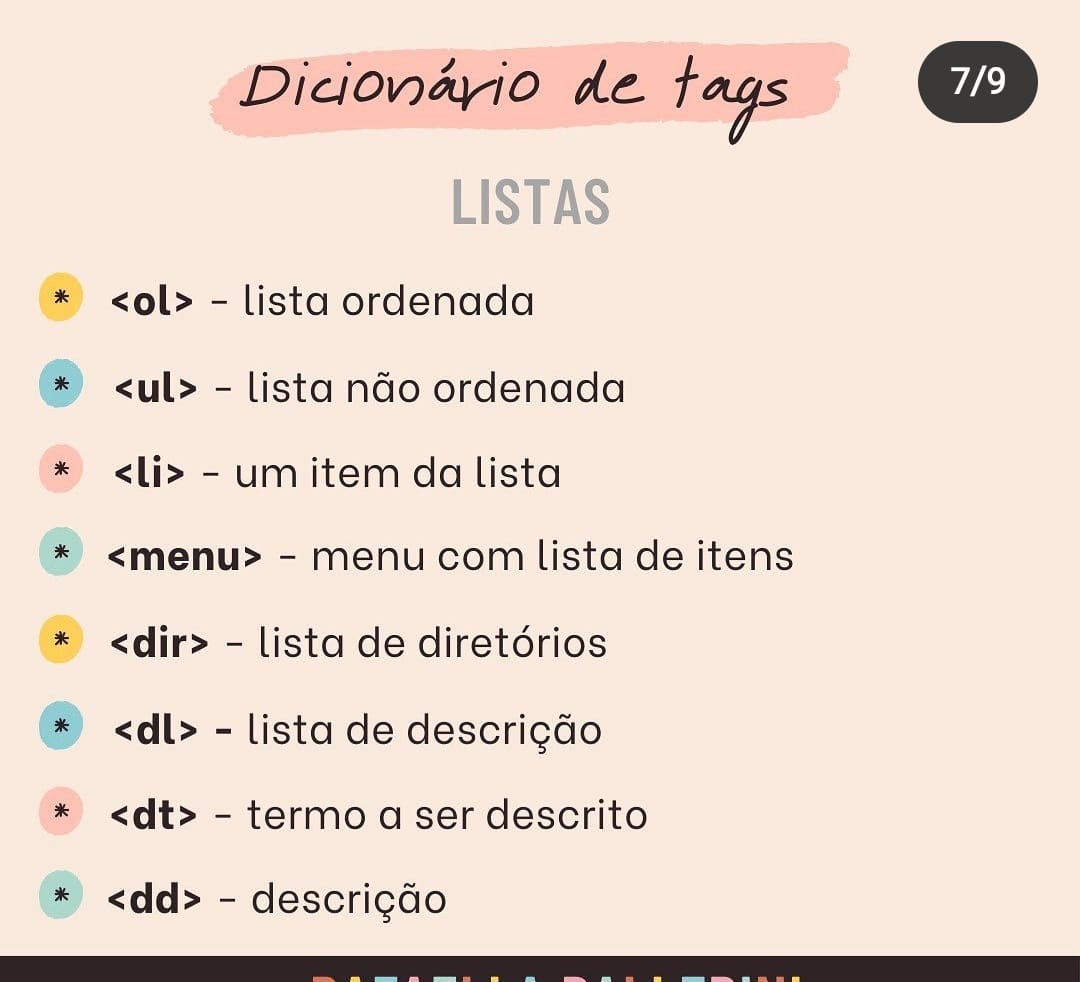 Dicionário de tags
7/9
LISTAS
* <ol> - lista ordenada
* <ul> - lista não ordenada
* <li> - um item da lista
* <menu> - menu com lista de itens
* <dir> - lista de diretórios
* <dl> - lista de descrição
* <dt> - termo a ser descrito
* <dd> - descrição